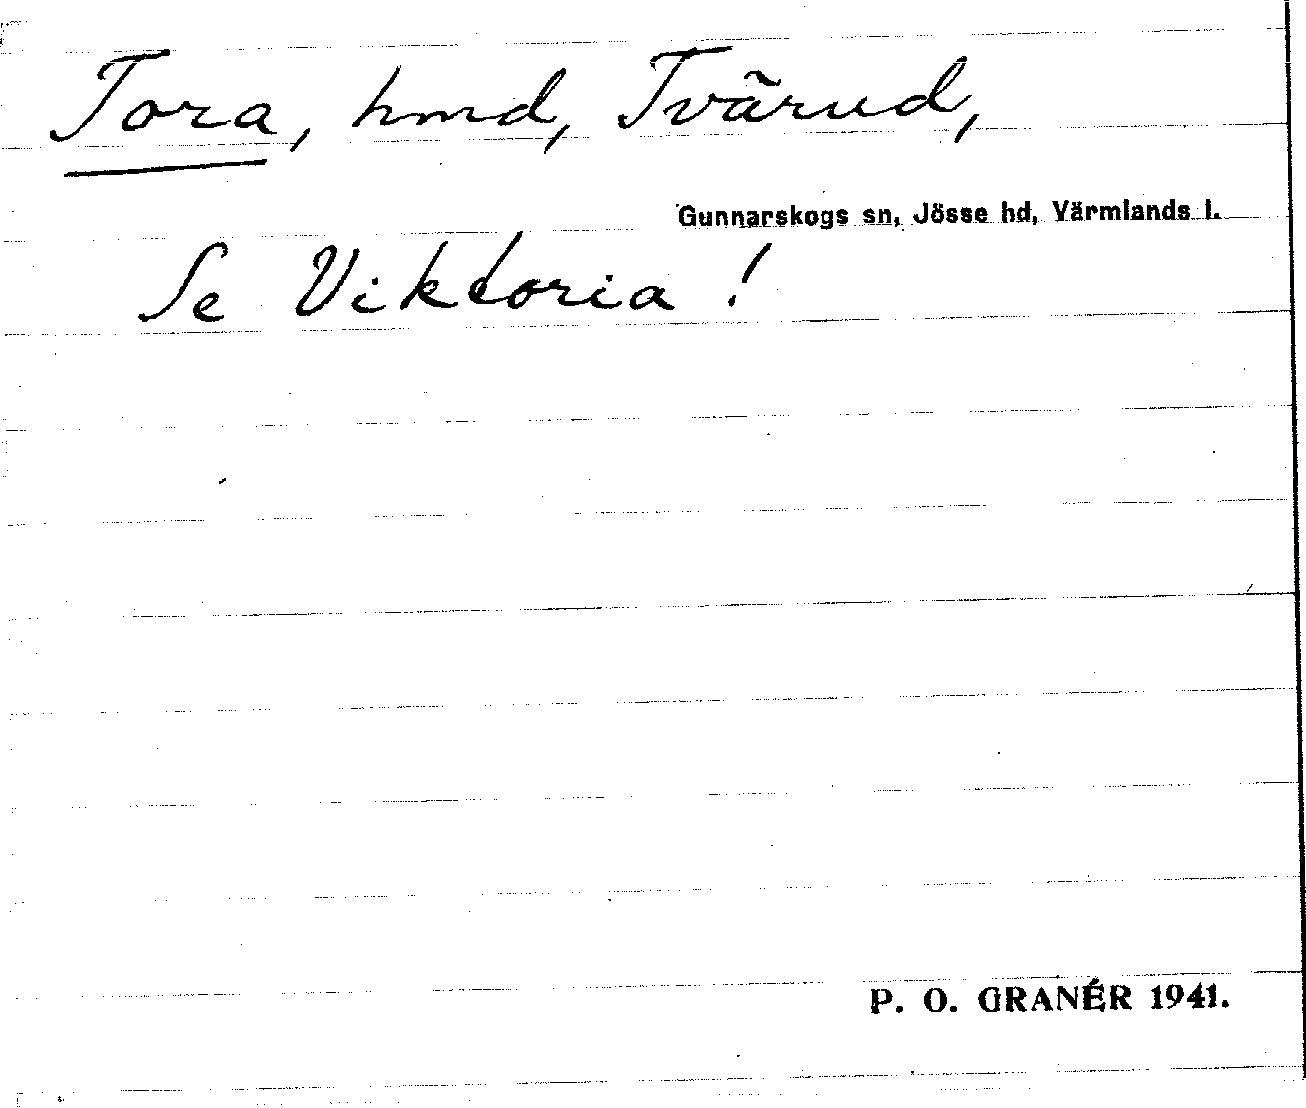 Tora, hmd, Tvärud,
Gunnarskogs sn, Jösse hd, Värmlands l.
Se Viktoria!
P. O. GRANÉR 1941.